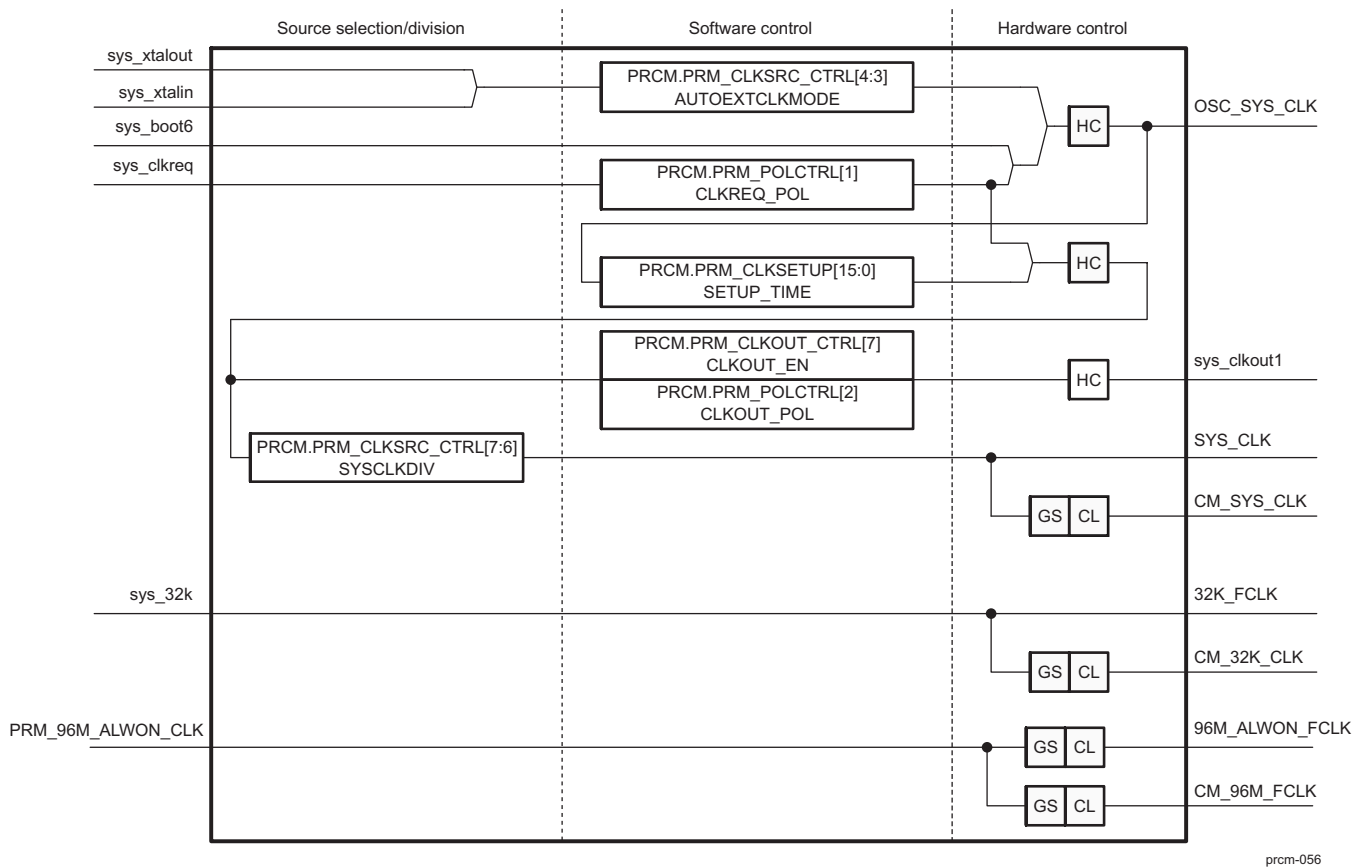 Source selection/division
Software control
Hardware control
sys_xtalout
sys_xtalin
sys_boot6
sys_clkreq
PRCM.PRM_CLKSRC_CTRL[4:3]
AUTOEXTCLKMODE
HC
OSC_SYS_CLK
PRCM.PRM_POLCTRL[1]
CLKREQ_POL
PRCM.PRM_CLKSETUP[15:0]
SETUP_TIME
HC
PRCM.PRM_CLKOUT_CTRL[7]
CLKOUT_EN
PRCM.PRM_POLCTRL[2]
CLKOUT_POL
HC
sys_clkout1
PRCM.PRM_CLKSRC_CTRL[7:6]
SYSCLKDIV
SYS_CLK
GS CL
CM_SYS_CLK
sys_32k
32K_FCLK
GS CL
CM_32K_CLK
PRM_96M_ALWON_CLK
GS CL
96M_ALWON_FCLK
GS CL
CM_96M_FCLK
prcm-056